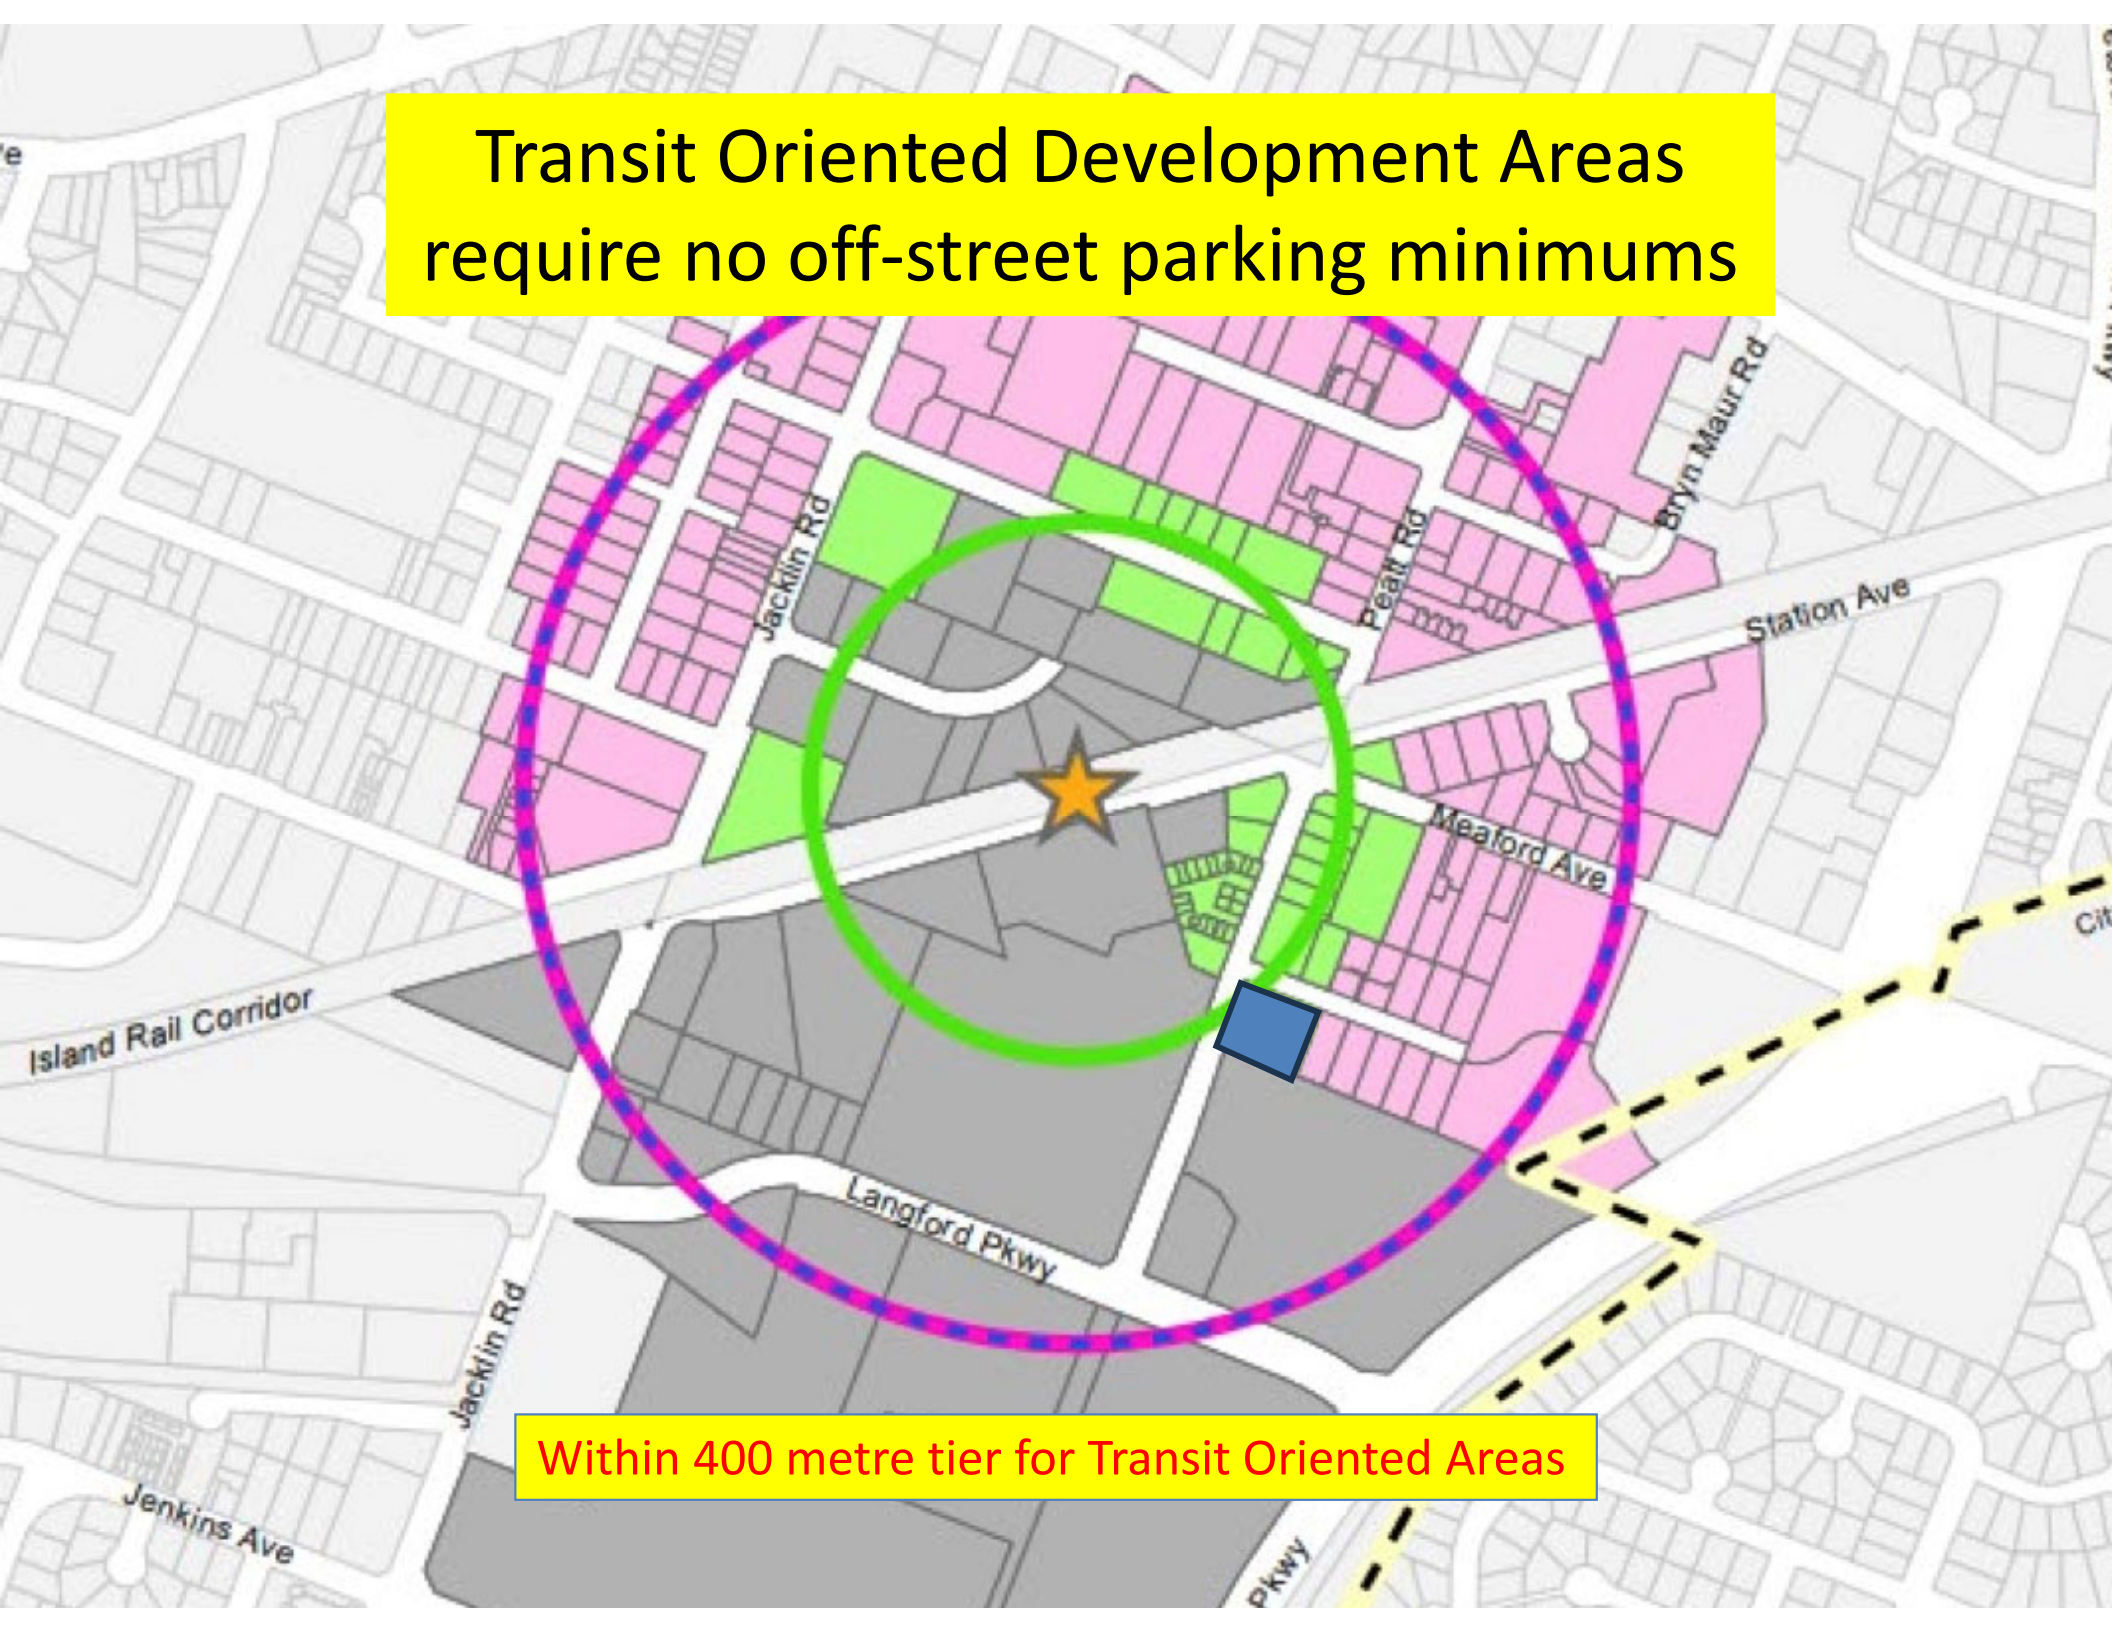 Transit Oriented Development Areas
require no off-street parking minimums
Bryn Maur Rd
Jacklin Rd
Peatt Rd
Station Ave
Meaford Ave
Island Rail Corridor
Langford Pkwy
Jacklin Rd
Within 400 metre tier for Transit Oriented Areas
Jenkins Ave
Pkwy